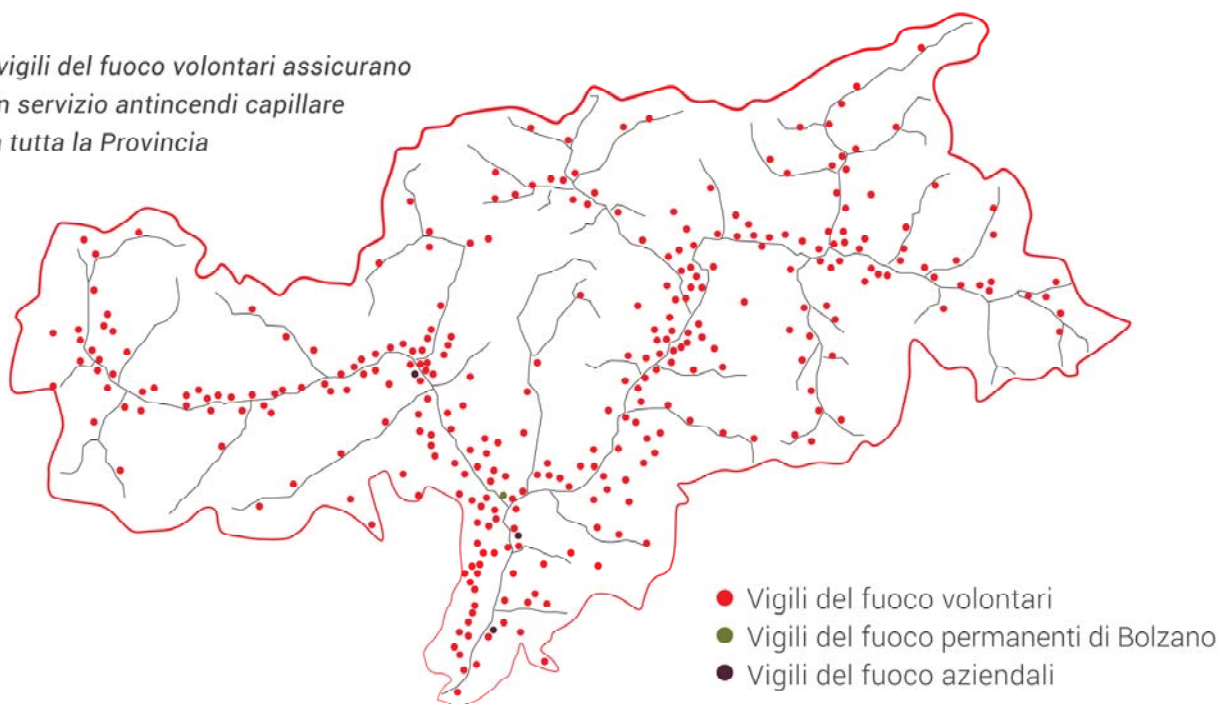 vigili del fuoco volontari assicurano
n servizio antincendi capillare
tutta la Provincia
Vigili del fuoco volontari
Vigili del fuoco permanenti di Bolzano
Vigili del fuoco aziendali